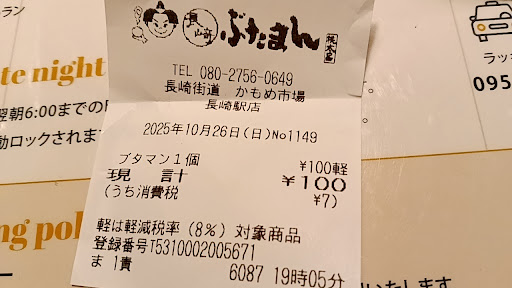 長崎
ぶたまん
桃太呂
TEL 080-2756-0649
長崎街道 かもめ市場
長崎駅店
2025年10月26日(日)No1149
ブタマン1個 ¥100軽
現 計 ¥100
(うち消費税 ¥7)
軽は軽減税率(8%)対象商品
登録番号T5310002005671
ま 1責 6087 19時05分
ラン
te night
翌朝6:00までの
動ロックされます
ng pol
ラッ
095
いたします